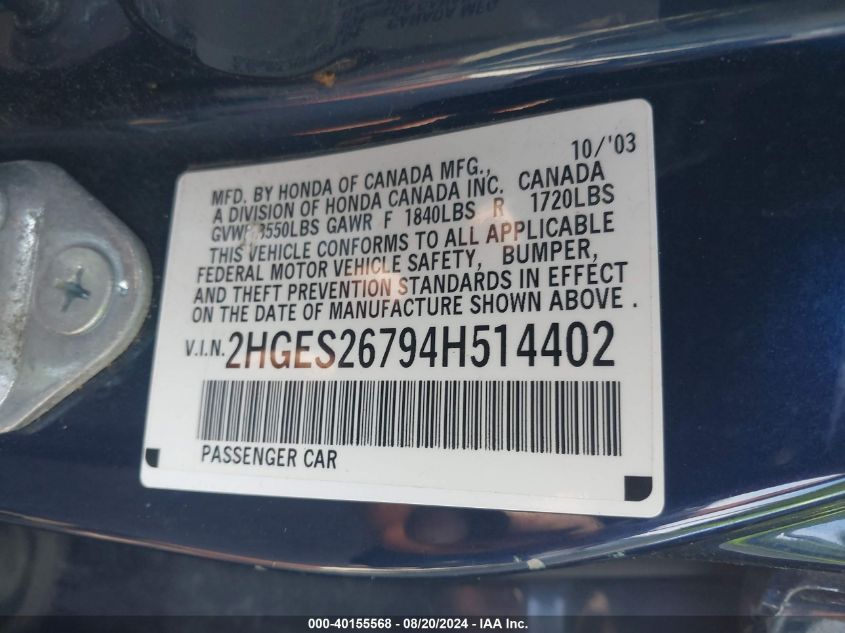 10/'03
MFD. BY HONDA OF CANADA MFG.,
A DIVISION OF HONDA CANADA INC. CANADA
GVWR 3550LBS GAWR F 1840LBS R 1720LBS
THIS VEHICLE CONFORMS TO ALL APPLICABLE
FEDERAL MOTOR VEHICLE SAFETY, BUMPER,
AND THEFT PREVENTION STANDARDS IN EFFECT
ON THE DATE OF MANUFACTURE SHOWN ABOVE.
V.I.N. 2HGES26794H514402
PASSENGER CAR
000-40155568 - 08/20/2024 - IAA Inc.